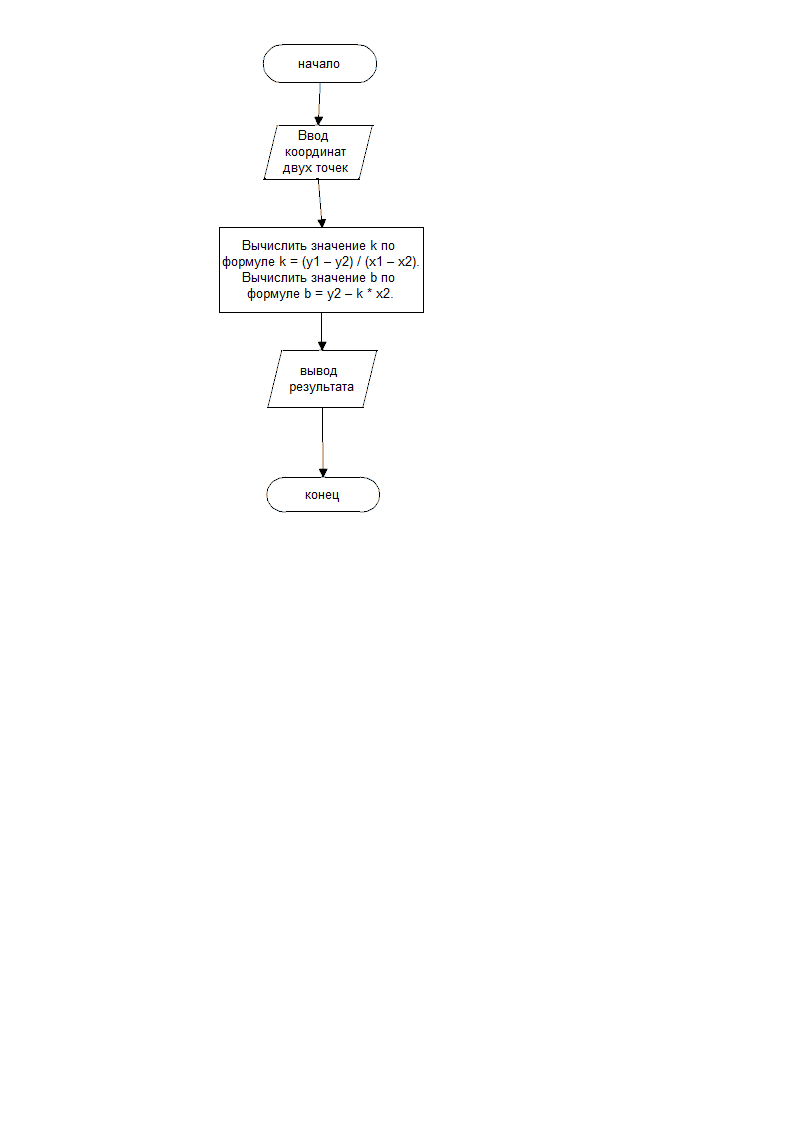 начало
Ввод
координат
двух точек
Вычислить значение k по
формуле k = (y1 – y2) / (x1 – x2).
Вычислить значение b по
формуле b = y2 – k * x2.
вывод
результата
конец